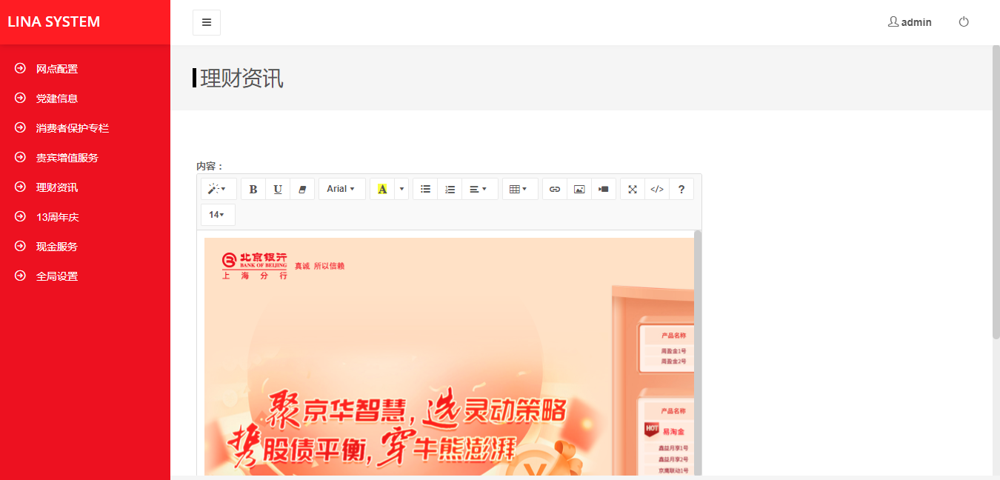 LINA SYSTEM
admin
网点配置
党建信息
消费者保护专栏
贵宾增值服务
理财资讯
13周年庆
现金服务
全局设置
理财资讯
内容：
B U Arial A </> ?
14
北京银行
BANK OF BEIJING
上海分行
真诚 所以信赖
产品名称
周盈金1号
周盈金2号
聚京华智慧，选灵动策略
携股债平衡，穿牛熊澎湃
产品名称
HOT 易淘金
鑫益月享1号
鑫益月享2号
京鹰联动1号